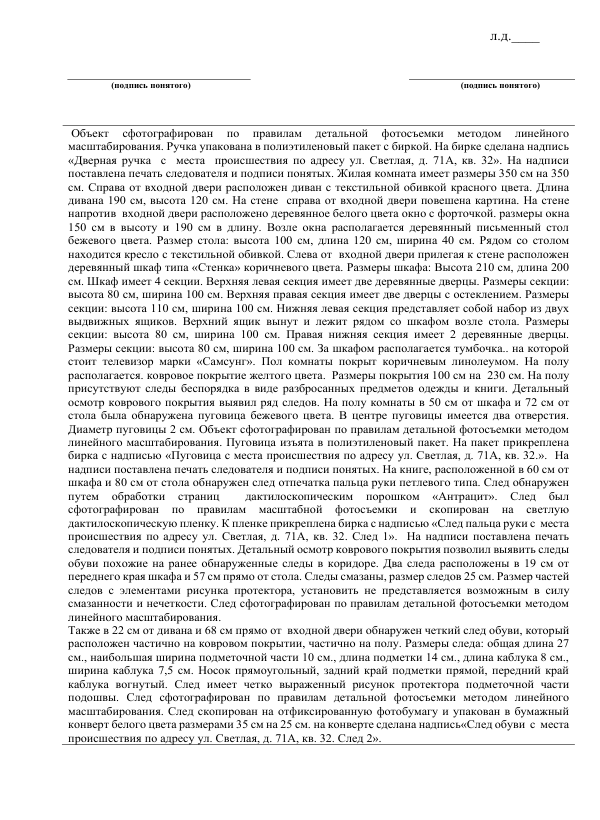 л.д._____
(подпись понятого) (подпись понятого)
Объект сфотографирован по правилам детальной фотосъемки методом линейного
масштабирования. Ручка упакована в полиэтиленовый пакет с биркой. На бирке сделана надпись
«Дверная ручка с места происшествия по адресу ул. Светлая, д. 71А, кв. 32». На надписи
поставлена печать следователя и подписи понятых. Жилая комната имеет размеры 350 см на 350
см. Справа от входной двери расположен диван с текстильной обивкой красного цвета. Длина
дивана 190 см, высота 120 см. На стене справа от входной двери повешена картина. На стене
напротив входной двери расположено деревянное белого цвета окно с форточкой. размеры окна
150 см в высоту и 190 см в длину. Возле окна располагается деревянный письменный стол
бежевого цвета. Размер стола: высота 100 см, длина 120 см, ширина 40 см. Рядом со столом
находится кресло с текстильной обивкой. Слева от входной двери прилегая к стене расположен
деревянный шкаф типа «Стенка» коричневого цвета. Размеры шкафа: Высота 210 см, длина 200
см. Шкаф имеет 4 секции. Верхняя левая секция имеет две деревянные дверцы. Размеры секции:
высота 80 см, ширина 100 см. Верхняя правая секция имеет две дверцы с остеклением. Размеры
секции: высота 110 см, ширина 100 см. Нижняя левая секция представляет собой набор из двух
выдвижных ящиков. Верхний ящик вынут и лежит рядом со шкафом возле стола. Размеры
секции: высота 80 см, ширина 100 см. Правая нижняя секция имеет 2 деревянные дверцы.
Размеры секции: высота 80 см, ширина 100 см. За шкафом располагается тумбочка.. на которой
стоит телевизор марки «Самсунг». Пол комнаты покрыт коричневым линолеумом. На полу
располагается. ковровое покрытие желтого цвета. Размеры покрытия 100 см на 230 см. На полу
присутствуют следы беспорядка в виде разбросанных предметов одежды и книги. Детальный
осмотр коврового покрытия выявил ряд следов. На полу комнаты в 50 см от шкафа и 72 см от
стола была обнаружена пуговица бежевого цвета. В центре пуговицы имеется два отверстия.
Диаметр пуговицы 2 см. Объект сфотографирован по правилам детальной фотосъемки методом
линейного масштабирования. Пуговица изъята в полиэтиленовый пакет. На пакет прикреплена
бирка с надписью «Пуговица с места происшествия по адресу ул. Светлая, д. 71А, кв. 32.». На
надписи поставлена печать следователя и подписи понятых. На книге, расположенной в 60 см от
шкафа и 80 см от стола обнаружен след отпечатка пальца руки петлевого типа. След обнаружен
путем обработки страниц дактилоскопическим порошком «Антрацит». След был
сфотографирован по правилам масштабной фотосъемки и скопирован на светлую
дактилоскопическую пленку. К пленке прикреплена бирка с надписью «След пальца руки с места
происшествия по адресу ул. Светлая, д. 71А, кв. 32. След 1». На надписи поставлена печать
следователя и подписи понятых. Детальный осмотр коврового покрытия позволил выявить следы
обуви похожие на ранее обнаруженные следы в коридоре. Два следа расположены в 19 см от
переднего края шкафа и 57 см прямо от стола. Следы смазаны, размер следов 25 см. Размер частей
следов с элементами рисунка протектора, установить не представляется возможным в силу
смазанности и нечеткости. След сфотографирован по правилам детальной фотосъемки методом
линейного масштабирования.
Также в 22 см от дивана и 68 см прямо от входной двери обнаружен четкий след обуви, который
расположен частично на ковровом покрытии, частично на полу. Размеры следа: общая длина 27
см., наибольшая ширина подметочной части 10 см., длина подметки 14 см., длина каблука 8 см.,
ширина каблука 7,5 см. Носок прямоугольный, задний край подметки прямой, передний край
каблука вогнутый. След имеет четко выраженный рисунок протектора подметочной части
подошвы. След сфотографирован по правилам детальной фотосъемки методом линейного
масштабирования. След скопирован на отфиксированную фотобумагу и упакован в бумажный
конверт белого цвета размерами 35 см на 25 см. на конверте сделана надпись«След обуви с места
происшествия по адресу ул. Светлая, д. 71А, кв. 32. След 2».